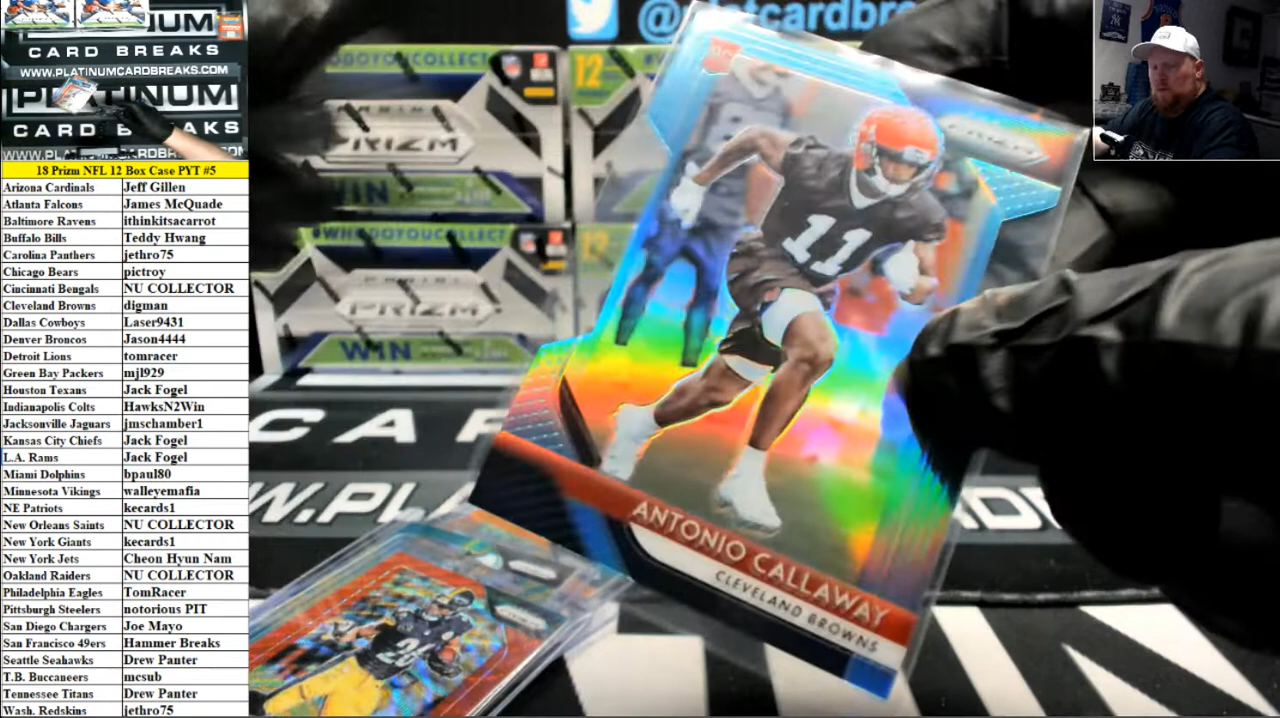 CARD BREAKS
WWW.PLATINUMCARDBREAKS.COM
PLATINUM
CARD BREAKS
18 Prizm NFL 12 Box Case PYT #5
Arizona Cardinals Jeff Gillen
Atlanta Falcons James McQuade
Baltimore Ravens ithinkitsacarrot
Buffalo Bills Teddy Hwang
Carolina Panthers jethro75
Chicago Bears pictroy
Cincinnati Bengals NU COLLECTOR
Cleveland Browns digman
Dallas Cowboys Laser9431
Denver Broncos Jason4444
Detroit Lions tomracer
Green Bay Packers mjl929
Houston Texans Jack Fogel
Indianapolis Colts HawksN2Win
Jacksonville Jaguars jmschamber1
Kansas City Chiefs Jack Fogel
L.A. Rams Jack Fogel
Miami Dolphins bpaul80
Minnesota Vikings walleyemafia
NE Patriots kecards1
New Orleans Saints NU COLLECTOR
New York Giants kecards1
New York Jets Cheon Hyun Nam
Oakland Raiders NU COLLECTOR
Philadelphia Eagles TomRacer
Pittsburgh Steelers notorious PIT
San Diego Chargers Joe Mayo
San Francisco 49ers Hammer Breaks
Seattle Seahawks Drew Panter
T.B. Buccaneers mcsub
Tennessee Titans Drew Panter
Wash. Redskins jethro75
12
PRIZM
WIN
#WHODOYOUCOLLECT
12
PANINI
PRIZM
WIN
RC
PRIZM
11
ANTONIO CALLAWAY
CLEVELAND BROWNS
26